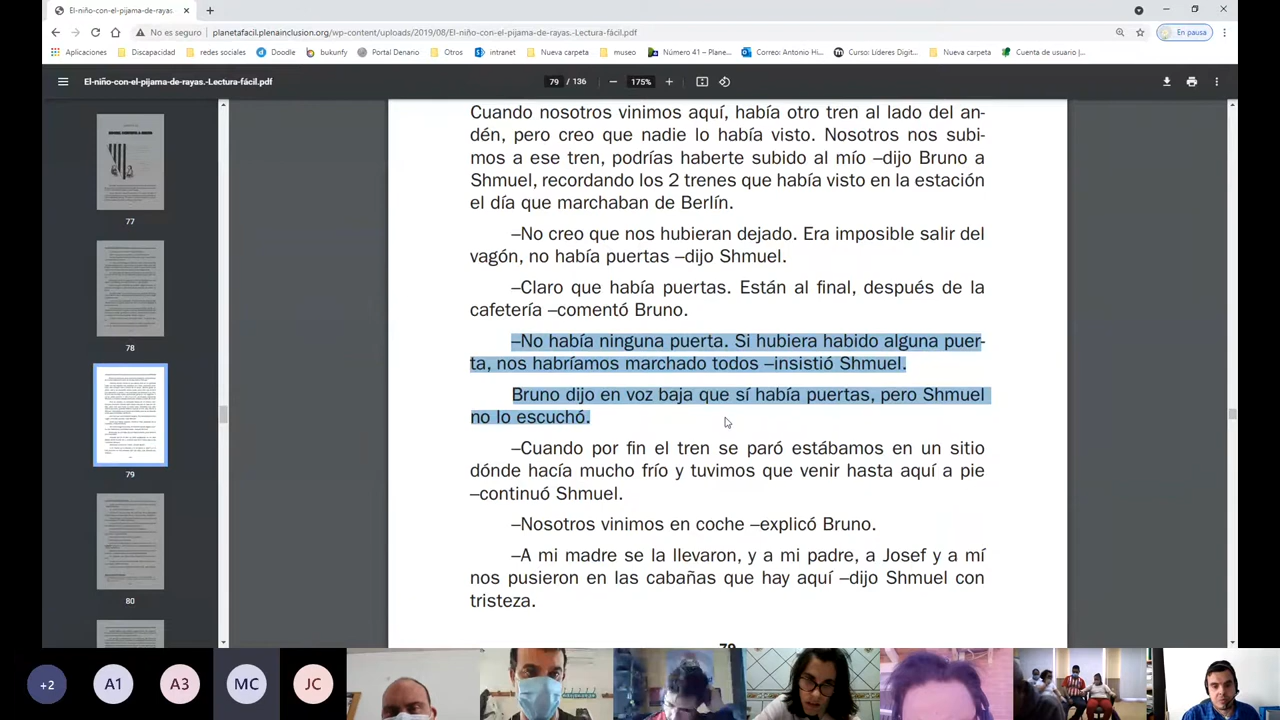 El-niño-con-el-pijama-de-rayas.-L
No es seguro
planetafacil.plenainclusion.org/wp-content/uploads/2019/08/El-niño-con-el-pijama-de-rayas.-Lectura-fácil.pdf
En pausa
Aplicaciones Discapacidad redes sociales Doodle bukunfy Portal Denario Otros intranet Nueva carpeta museo Número 41 – Plane... Correo: Antonio Hi... Curso: Líderes Digit... Nueva carpeta Cuenta de usuari...
El-niño-con-el-pijama-de-rayas.-Lectura-fácil.pdf
79 / 136
175%
77
78
79
80
Cuando nosotros vinimos aquí, había otro tren al lado del an-
dén, pero creo que nadie lo había visto. Nosotros nos subi-
mos a ese tren, podrías haberte subido al mío –dijo Bruno a
Shmuel, recordando los 2 trenes que había visto en la estación
el día que marchaban de Berlín.
–No creo que nos hubieran dejado. Era imposible salir del
vagón, no había puertas –dijo Shmuel.
–Claro que había puertas. Están al final, después de la
cafetería –comentó Bruno.
–No había ninguna puerta. Si hubiera habido alguna puer-
ta, nos habríamos marchado todos –insistió Shmuel.
Bruno dijo en voz baja que sí había puertas, pero Shmuel
no lo escuchó.
–Cuando por fin el tren se paró estábamos en un sitio
dónde hacía mucho frío y tuvimos que venir hasta aquí a pie
–continuó Shmuel.
–Nosotros vinimos en coche –explicó Bruno.
–A mi madre se la llevaron, y a mi padre, a Josef y a mí
nos pusieron en las cabañas que hay aquí –dijo Shmuel con
tristeza.
79
+2
A1
A3
MC
JC